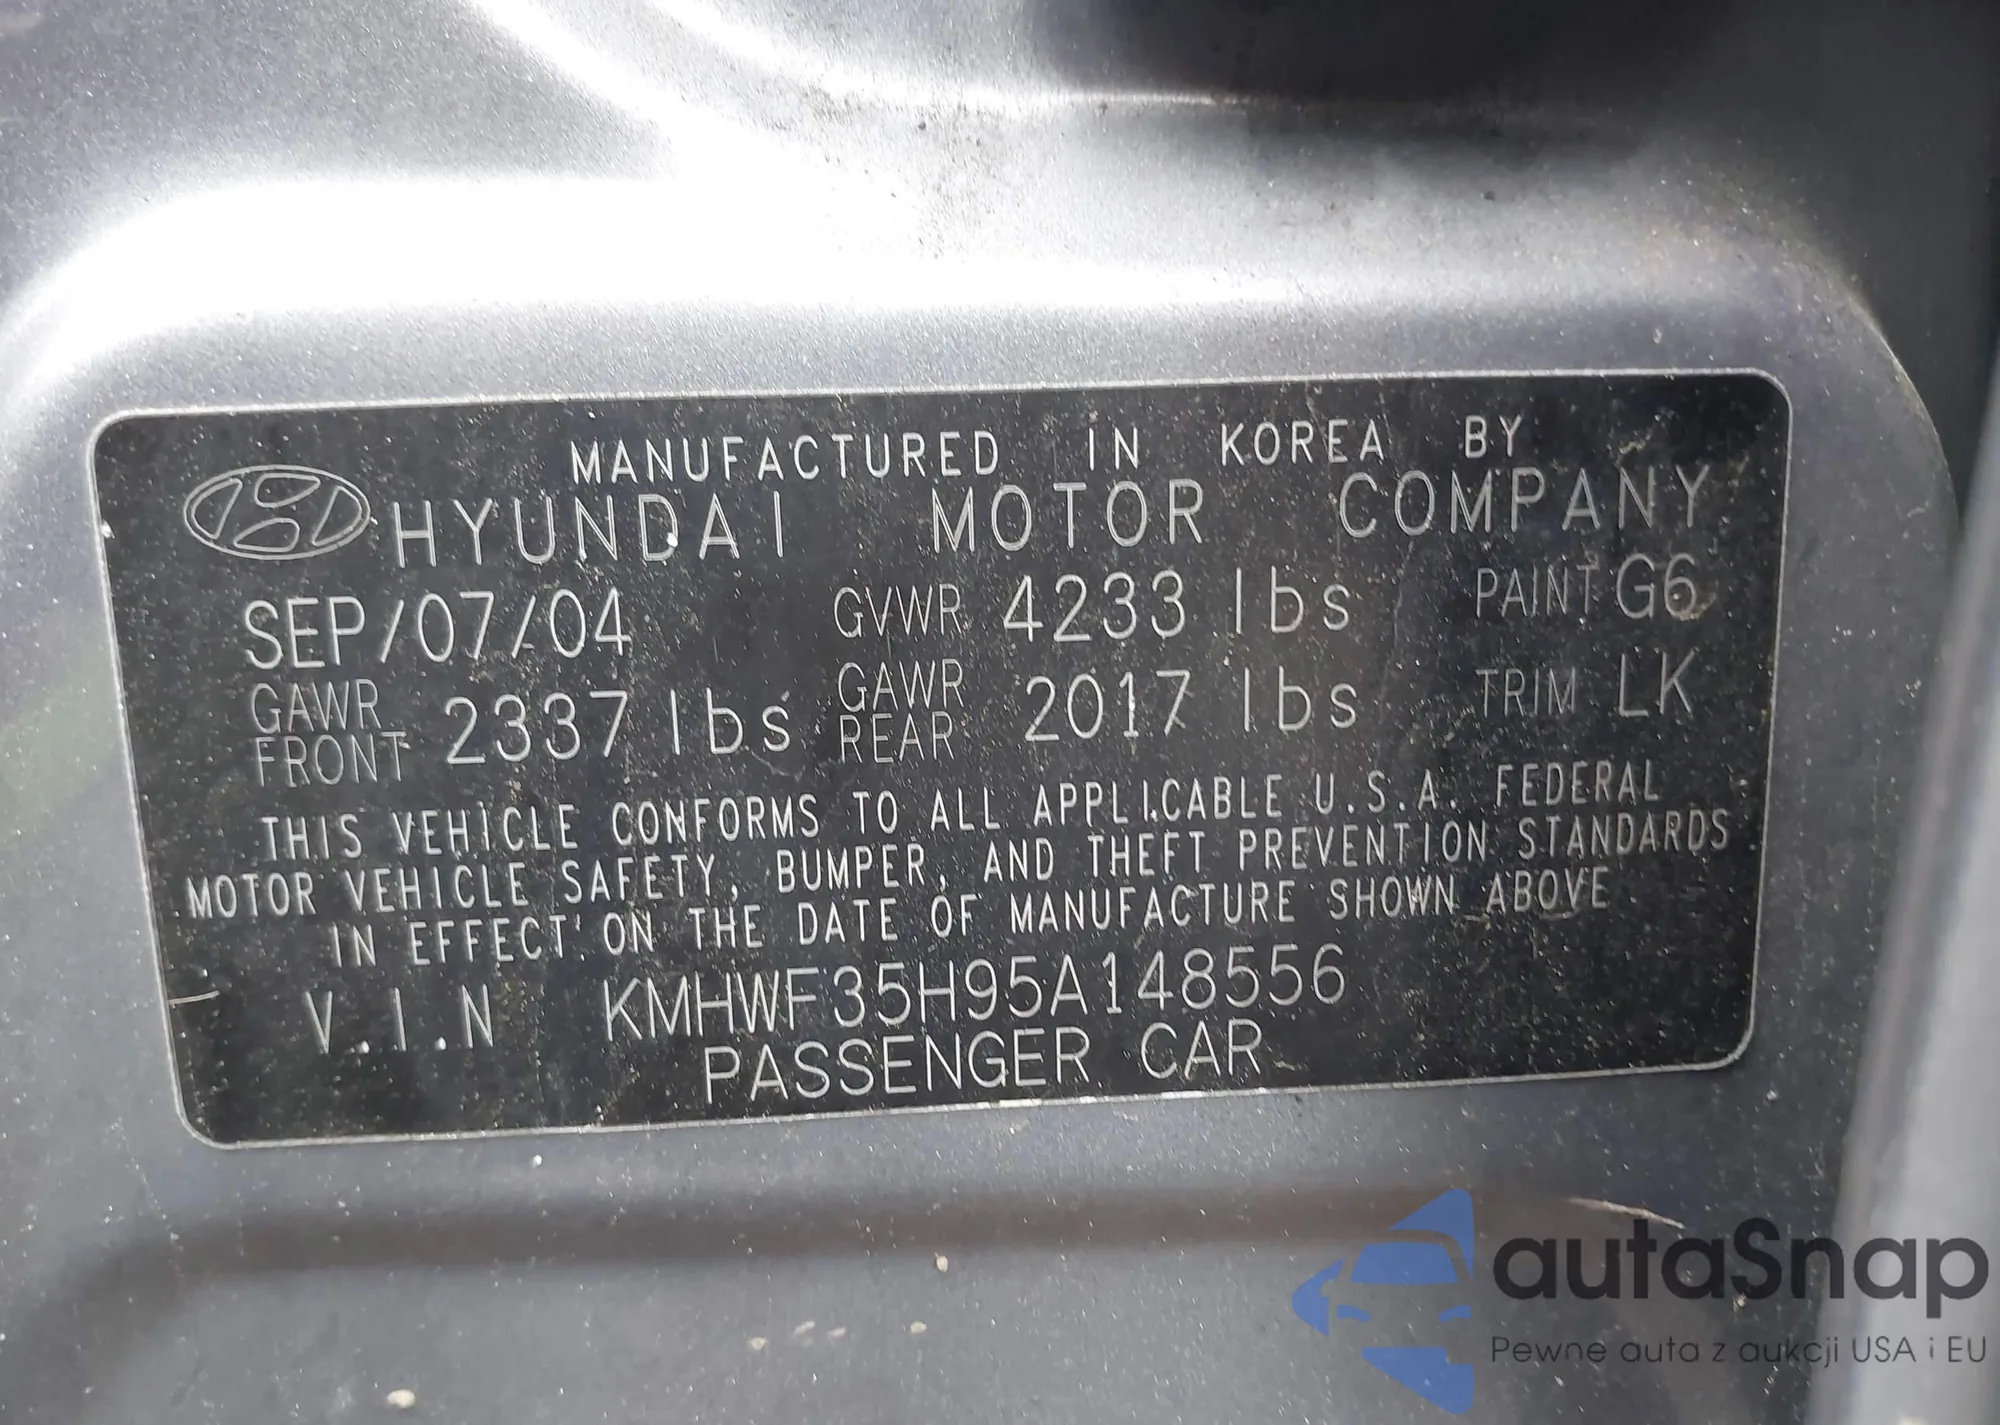 MANUFACTURED IN KOREA BY
HYUNDAI MOTOR COMPANY
SEP/07/04 GVWR 4233 lbs PAINT G6
GAWR FRONT 2337 lbs GAWR REAR 2017 lbs TRIM LK
THIS VEHICLE CONFORMS TO ALL APPLICABLE U.S.A. FEDERAL
MOTOR VEHICLE SAFETY, BUMPER, AND THEFT PREVENTION STANDARDS
IN EFFECT ON THE DATE OF MANUFACTURE SHOWN ABOVE
V.I.N KMHWF35H95A148556
PASSENGER CAR
autaSnap
Pewne auta z aukcji USA i EU